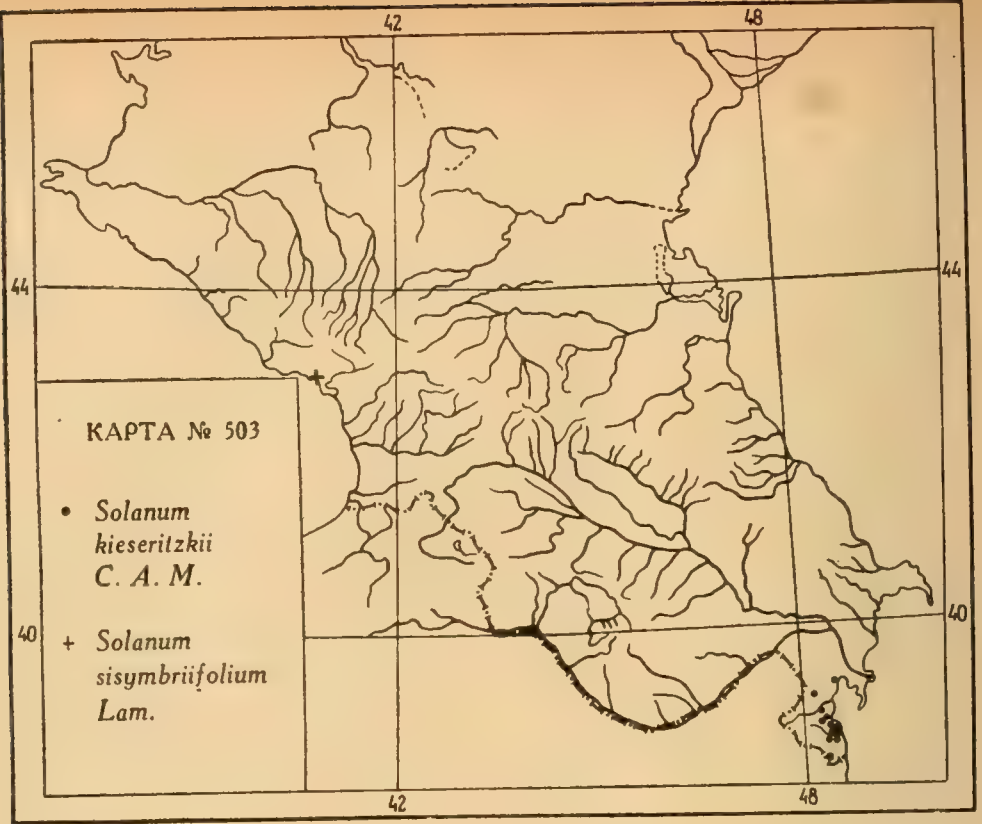 42 48
44 44
КАРТА № 503
• Solanum
kieseritzkii
C. A. M.
40 40
+ Solanum
sisymbriifolium
Lam.
42 48